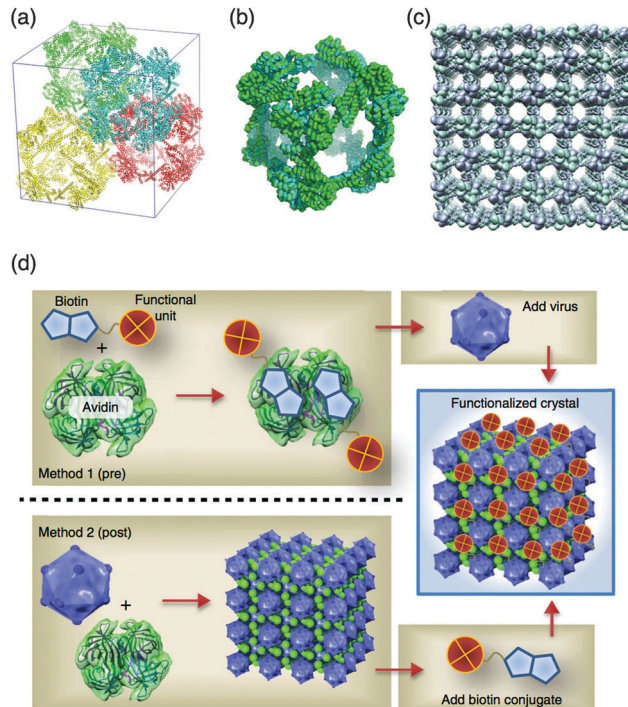 (a)
(b)
(c)
(d)
Biotin
Functional
unit
+
Avidin
Method 1 (pre)
Add virus
Functionalized crystal
Method 2 (post)
+
Add biotin conjugate